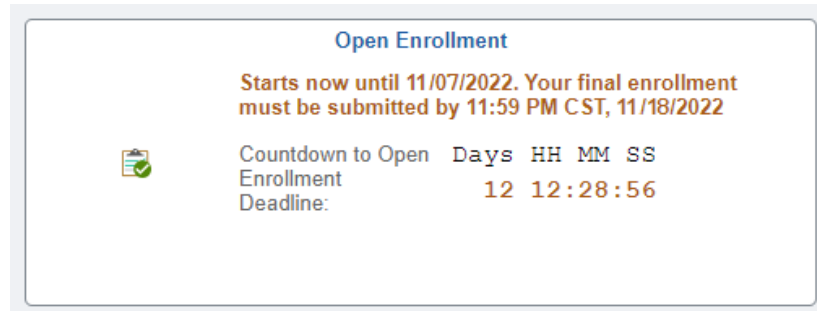 Open Enrollment
Starts now until 11/07/2022. Your final enrollment
must be submitted by 11:59 PM CST, 11/18/2022
Countdown to Open Days HH MM SS
Enrollment 12 12:28:56
Deadline: